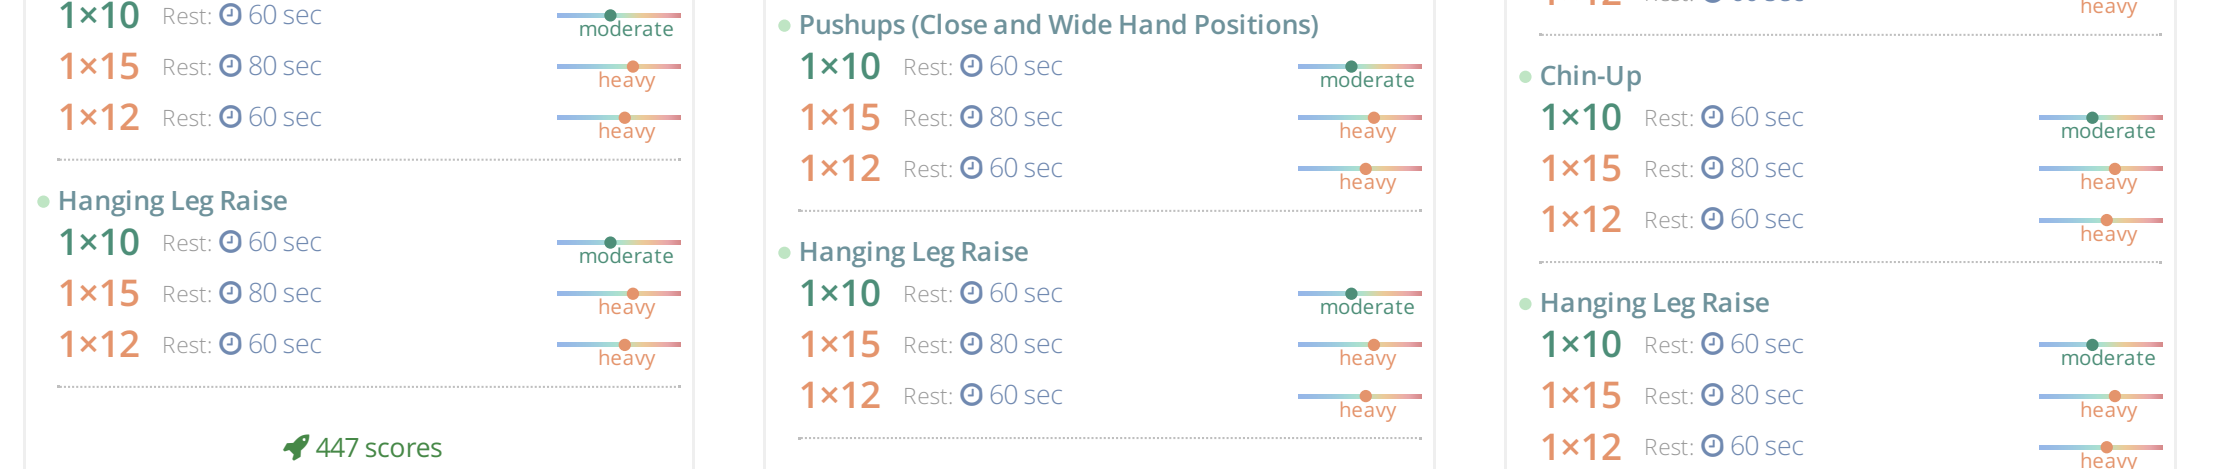 1×10 Rest: 60 sec moderate
1×15 Rest: 80 sec heavy
1×12 Rest: 60 sec heavy
Hanging Leg Raise
1×10 Rest: 60 sec moderate
1×15 Rest: 80 sec heavy
1×12 Rest: 60 sec heavy
447 scores
Pushups (Close and Wide Hand Positions)
1×10 Rest: 60 sec moderate
1×15 Rest: 80 sec heavy
1×12 Rest: 60 sec heavy
Hanging Leg Raise
1×10 Rest: 60 sec moderate
1×15 Rest: 80 sec heavy
1×12 Rest: 60 sec heavy
heavy
Chin-Up
1×10 Rest: 60 sec moderate
1×15 Rest: 80 sec heavy
1×12 Rest: 60 sec heavy
Hanging Leg Raise
1×10 Rest: 60 sec moderate
1×15 Rest: 80 sec heavy
1×12 Rest: 60 sec heavy